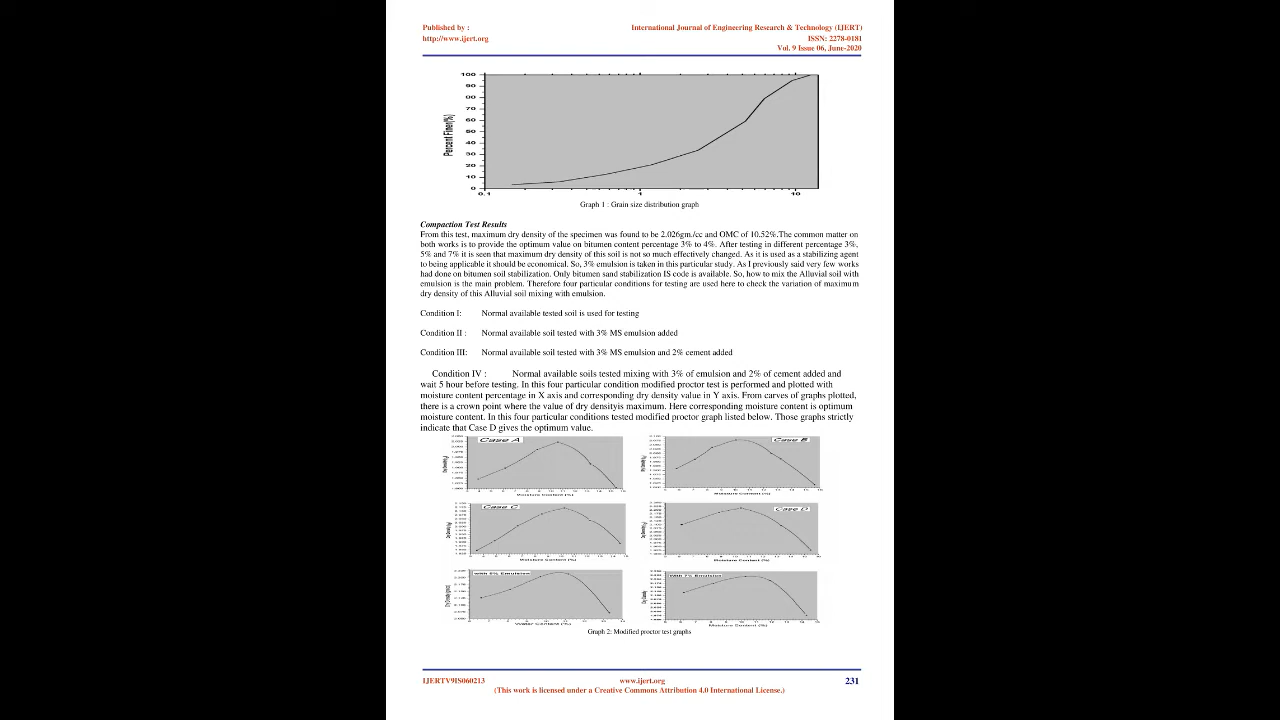 Published by :
International Journal of Engineering Research & Technology (IJERT)
http://www.ijert.org
ISSN: 2278-0181
Vol. 9 Issue 06, June-2020
100
90
80
70
60
50
40
30
20
10
0
Percent Finer(%)
0.1
1
10
Graph 1 : Grain size distribution graph
Compaction Test Results
From this test, maximum dry density of the specimen was found to be 2.026gm./cc and OMC of 10.52%.The common matter on
both works is to provide the optimum value on bitumen content percentage 3% to 4%. After testing in different percentage 3%,
5% and 7% it is seen that maximum dry density of this soil is not so much effectively changed. As it is used as a stabilizing agent
to being applicable it should be economical. So, 3% emulsion is taken in this particular study. As I previously said very few works
had done on bitumen soil stabilization. Only bitumen sand stabilization IS code is available. So, how to mix the Alluvial soil with
emulsion is the main problem. Therefore four particular conditions for testing are used here to check the variation of maximum
dry density of this Alluvial soil mixing with emulsion.
Condition I: Normal available tested soil is used for testing
Condition II : Normal available soil tested with 3% MS emulsion added
Condition III: Normal available soil tested with 3% MS emulsion and 2% cement added
Condition IV : Normal available soils tested mixing with 3% of emulsion and 2% of cement added and
wait 5 hour before testing. In this four particular condition modified proctor test is performed and plotted with
moisture content percentage in X axis and corresponding dry density value in Y axis. From carves of graphs plotted,
there is a crown point where the value of dry densityis maximum. Here corresponding moisture content is optimum
moisture content. In this four particular conditions tested modified proctor graph listed below. Those graphs strictly
indicate that Case D gives the optimum value.
Case A
Moisture Content (%)
Case B
Moisture Content (%)
Case C
Moisture Content (%)
Case D
Moisture Content (%)
With 5% Emulsion
Water Content (%)
With 7% Emulsion
Moisture Content (%)
Graph 2: Modified proctor test graphs
IJERTV9IS060213
www.ijert.org
231
(This work is licensed under a Creative Commons Attribution 4.0 International License.)